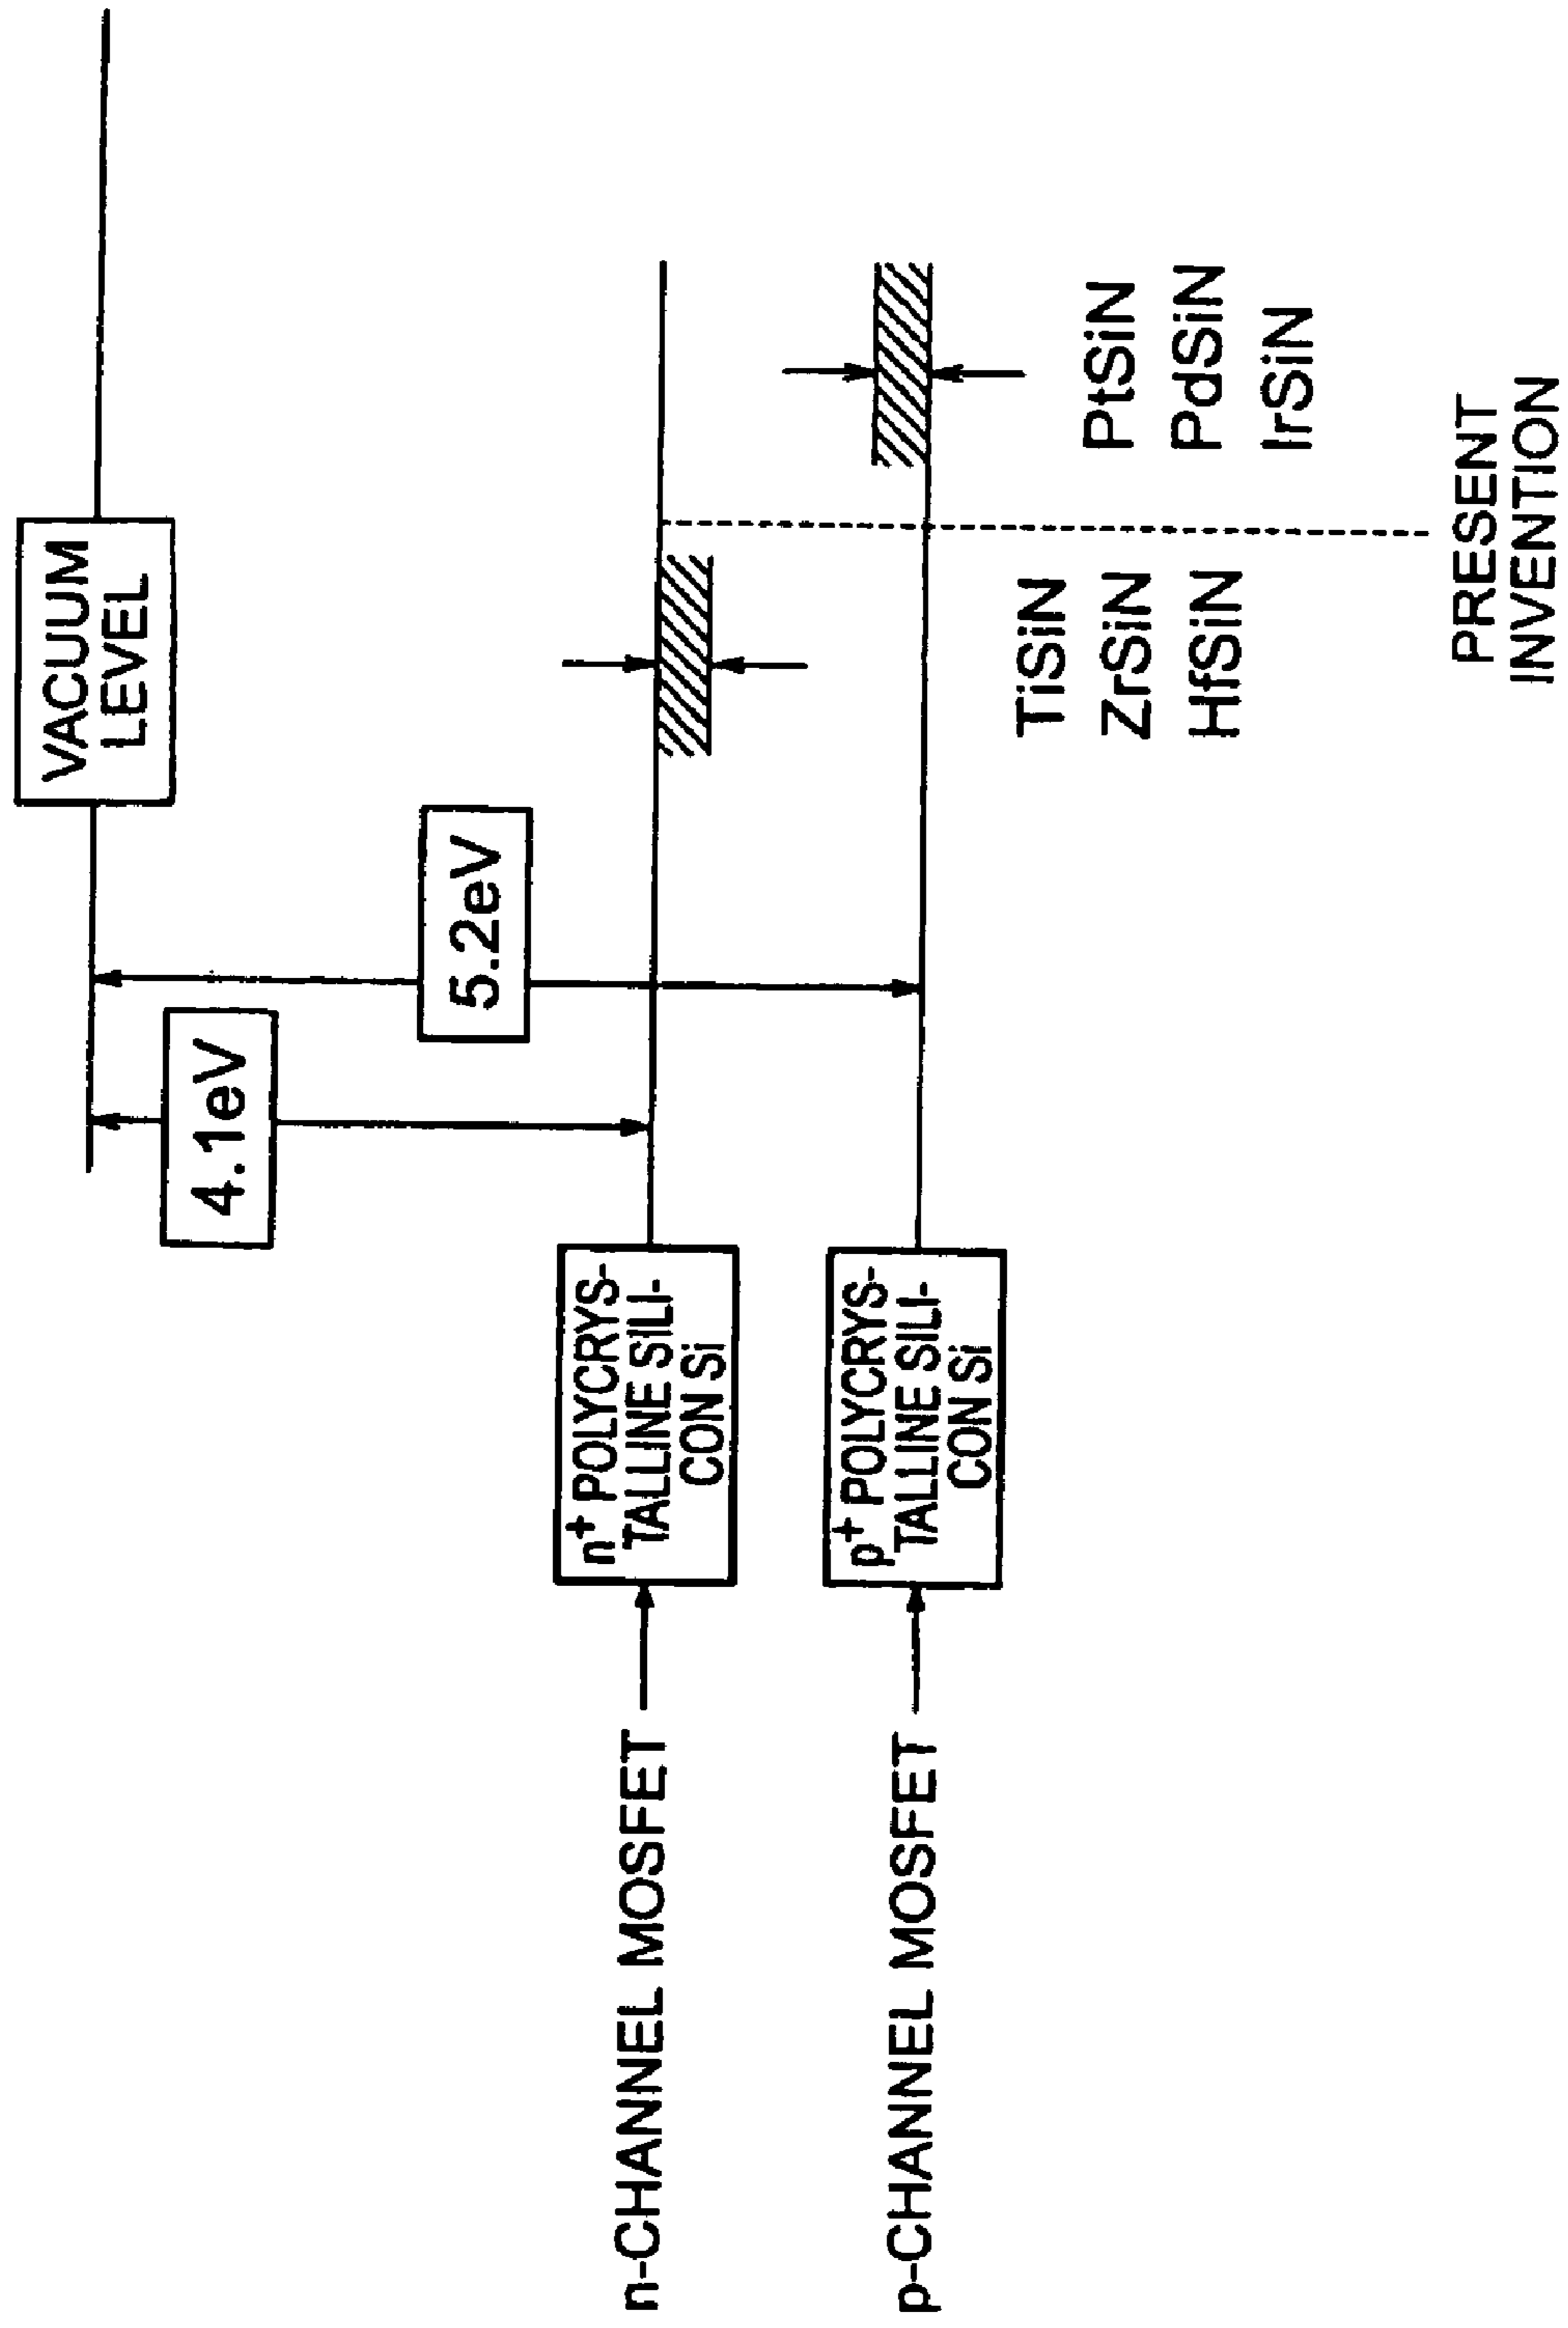 VACUUM
LEVEL
4.1eV
5.2eV
n-CHANNEL MOSFET
n+ POLYCRYS-
TALLINE SILI-
CON Si
p-CHANNEL MOSFET
p+ POLYCRYS-
TALLINE SILI-
CON Si
TiSiN
ZrSiN
HfSiN
PtSiN
PdSiN
IrSiN
PRESENT
INVENTION